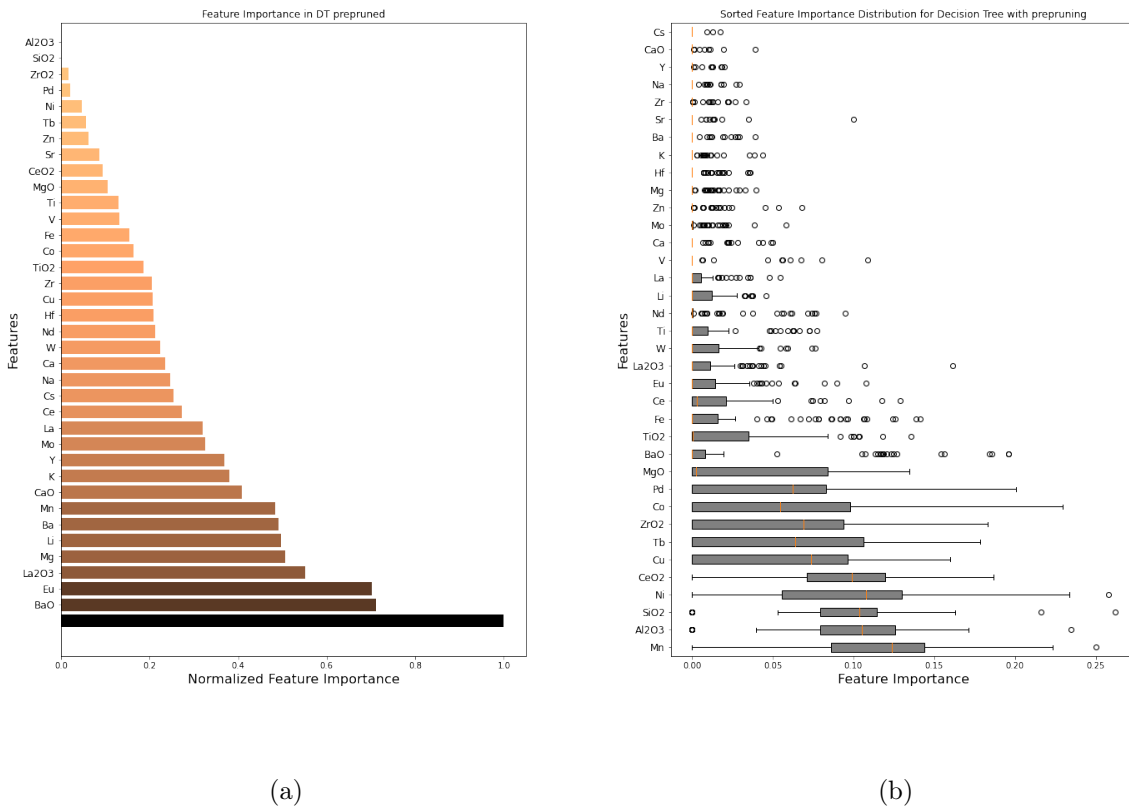 Feature Importance in DT prepruned
Features
Al2O3
SiO2
ZrO2
Pd
Ni
Tb
Zn
Sr
CeO2
MgO
Ti
V
Fe
Co
TiO2
Zr
Cu
Hf
Nd
W
Ca
Na
Cs
Ce
La
Mo
Y
K
CaO
Mn
Ba
Li
Mg
La2O3
Eu
BaO
0.0 0.2 0.4 0.6 0.8 1.0
Normalized Feature Importance
(a)
Sorted Feature Importance Distribution for Decision Tree with prepruning
Features
Cs
CaO
Y
Na
Zr
Sr
Ba
K
Hf
Mg
Zn
Mo
Ca
V
La
Li
Nd
Ti
W
La2O3
Eu
Ce
Fe
TiO2
BaO
MgO
Pd
Co
ZrO2
Tb
Cu
CeO2
Ni
SiO2
Al2O3
Mn
0.00 0.05 0.10 0.15 0.20 0.25
Feature Importance
(b)